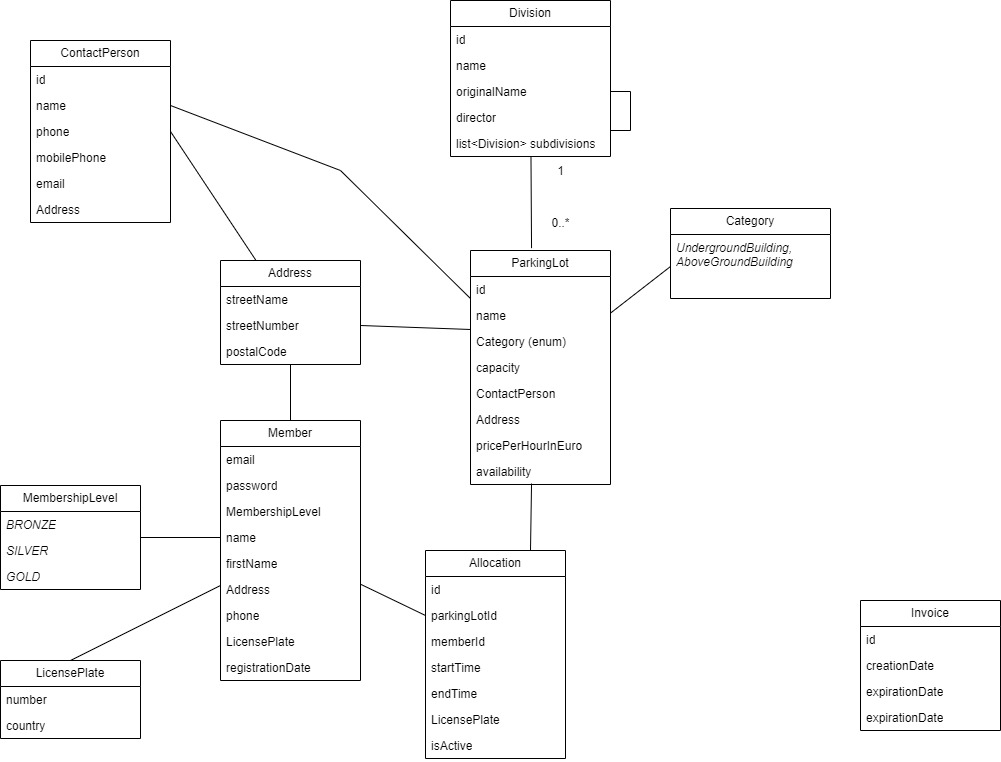 Division
id
name
originalName
director
list<Division> subdivisions
ContactPerson
id
name
phone
mobilePhone
email
Address
1
0..*
Category
UndergroundBuilding,
AboveGroundBuilding
Address
streetName
streetNumber
postalCode
ParkingLot
id
name
Category (enum)
capacity
ContactPerson
Address
pricePerHourInEuro
availability
Member
email
password
MembershipLevel
name
firstName
Address
phone
LicensePlate
registrationDate
MembershipLevel
BRONZE
SILVER
GOLD
LicensePlate
number
country
Allocation
id
parkingLotId
memberId
startTime
endTime
LicensePlate
isActive
Invoice
id
creationDate
expirationDate
expirationDate